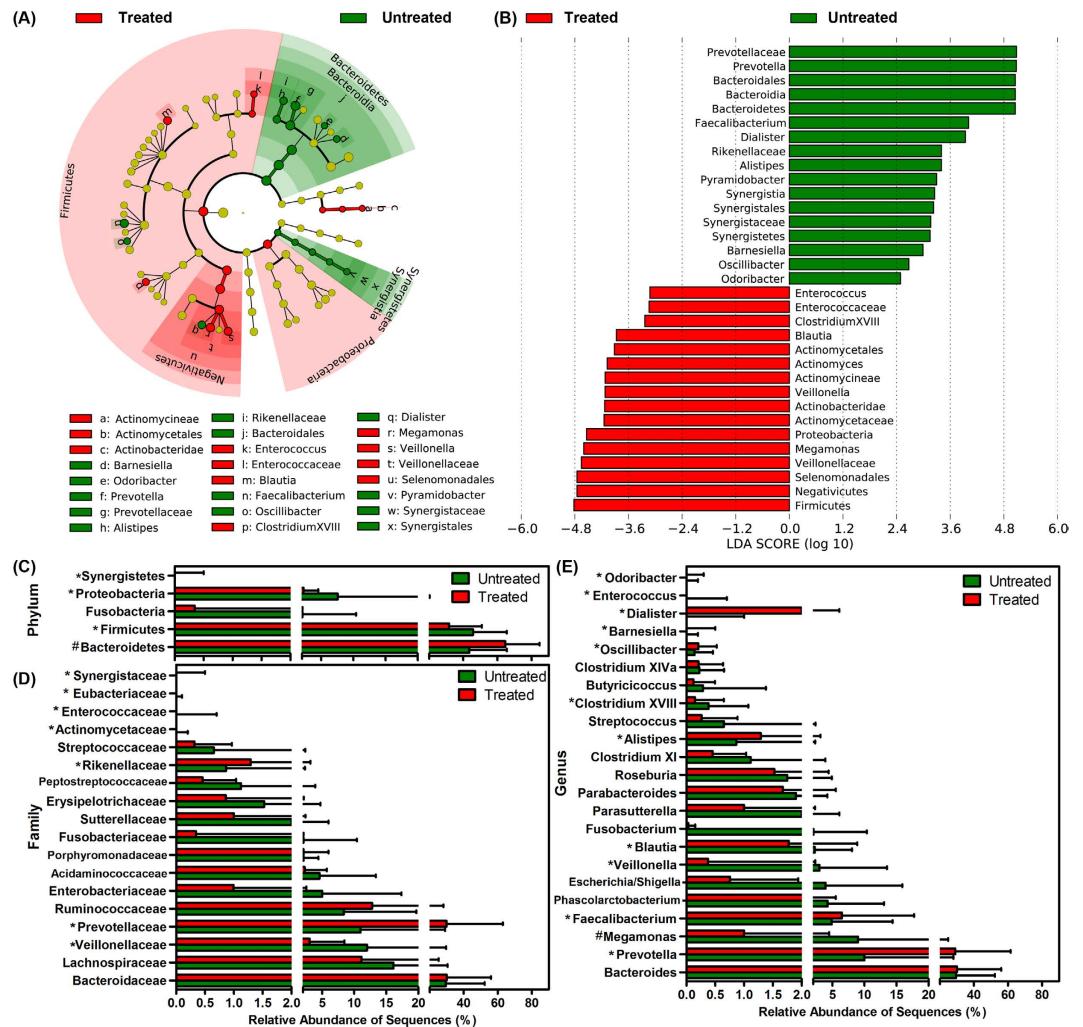 (A)
Treated
Untreated
Bacteroidetes
Bacteroidia
l
k
i
g
j
h
f
e
d
m
Firmicutes
c
b
a
n
o
p
q
r
s
t
u
Negativicutes
v
w
x
Synergistetes
Synergistia
Proteobacteria
a: Actinomycineae
b: Actinomycetales
c: Actinobacteridae
d: Barnesiella
e: Odoribacter
f: Prevotella
g: Prevotellaceae
h: Alistipes
i: Rikenellaceae
j: Bacteroidales
k: Enterococcus
l: Enterococcaceae
m: Blautia
n: Faecalibacterium
o: Oscillibacter
p: ClostridiumXVIII
q: Dialister
r: Megamonas
s: Veillonella
t: Veillonellaceae
u: Selenomonadales
v: Pyramidobacter
w: Synergistaceae
x: Synergistales
(B)
Treated
Untreated
Prevotellaceae
Prevotella
Bacteroidales
Bacteroidia
Bacteroidetes
Faecalibacterium
Dialister
Rikenellaceae
Alistipes
Pyramidobacter
Synergistia
Synergistales
Synergistaceae
Synergistetes
Barnesiella
Oscillibacter
Odoribacter
Enterococcus
Enterococcaceae
ClostridiumXVIII
Blautia
Actinomycetales
Actinomyces
Actinomycineae
Veillonella
Actinobacteridae
Actinomycetaceae
Proteobacteria
Megamonas
Veillonellaceae
Selenomonadales
Negativicutes
Firmicutes
−6.0 −4.8 −3.6 −2.4 −1.2 0.0 1.2 2.4 3.6 4.8 6.0
LDA SCORE (log 10)
(C)
Phylum
*Synergistetes
*Proteobacteria
Fusobacteria
*Firmicutes
#Bacteroidetes
Untreated
Treated
(D)
Family
*Synergistaceae
*Eubacteriaceae
*Enterococcaceae
*Actinomycetaceae
Streptococcaceae
*Rikenellaceae
Peptostreptococcaceae
Erysipelotrichaceae
Sutterellaceae
Fusobacteriaceae
Porphyromonadaceae
Acidaminococcaceae
Enterobacteriaceae
Ruminococcaceae
*Prevotellaceae
*Veillonellaceae
Lachnospiraceae
Bacteroidaceae
Untreated
Treated
0.0 0.5 1.0 1.5 2.0 5 10 15 20 40 60 80
Relative Abundance of Sequences (%)
(E)
Genus
*Odoribacter
*Enterococcus
*Dialister
*Barnesiella
*Oscillibacter
Clostridium XIVa
Butyricicoccus
*Clostridium XVIII
Streptococcus
*Alistipes
Clostridium XI
Roseburia
Parabacteroides
Parasutterella
Fusobacterium
*Blautia
*Veillonella
Escherichia/Shigella
Phascolarctobacterium
*Faecalibacterium
#Megamonas
*Prevotella
Bacteroides
Untreated
Treated
0.0 0.5 1.0 1.5 2.0 5 10 15 20 40 60 80
Relative Abundance of Sequences (%)